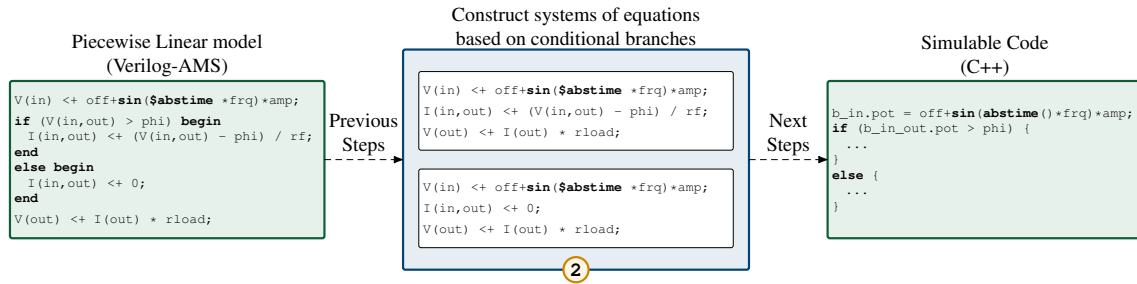 Piecewise Linear model
(Verilog-AMS)
V(in) <+ off+sin($abstime *frq)*amp;
if (V(in,out) > phi) begin
I(in,out) <+ (V(in,out) - phi) / rf;
end
else begin
I(in,out) <+ 0;
end
V(out) <+ I(out) * rload;
Previous
Steps
Construct systems of equations
based on conditional branches
V(in) <+ off+sin($abstime *frq)*amp;
I(in,out) <+ (V(in,out) - phi) / rf;
V(out) <+ I(out) * rload;
V(in) <+ off+sin($abstime *frq)*amp;
I(in,out) <+ 0;
V(out) <+ I(out) * rload;
2
Next
Steps
Simulable Code
(C++)
b_in.pot = off+sin(abstime()*frq)*amp;
if (b_in_out.pot > phi) {
...
}
else {
...
}